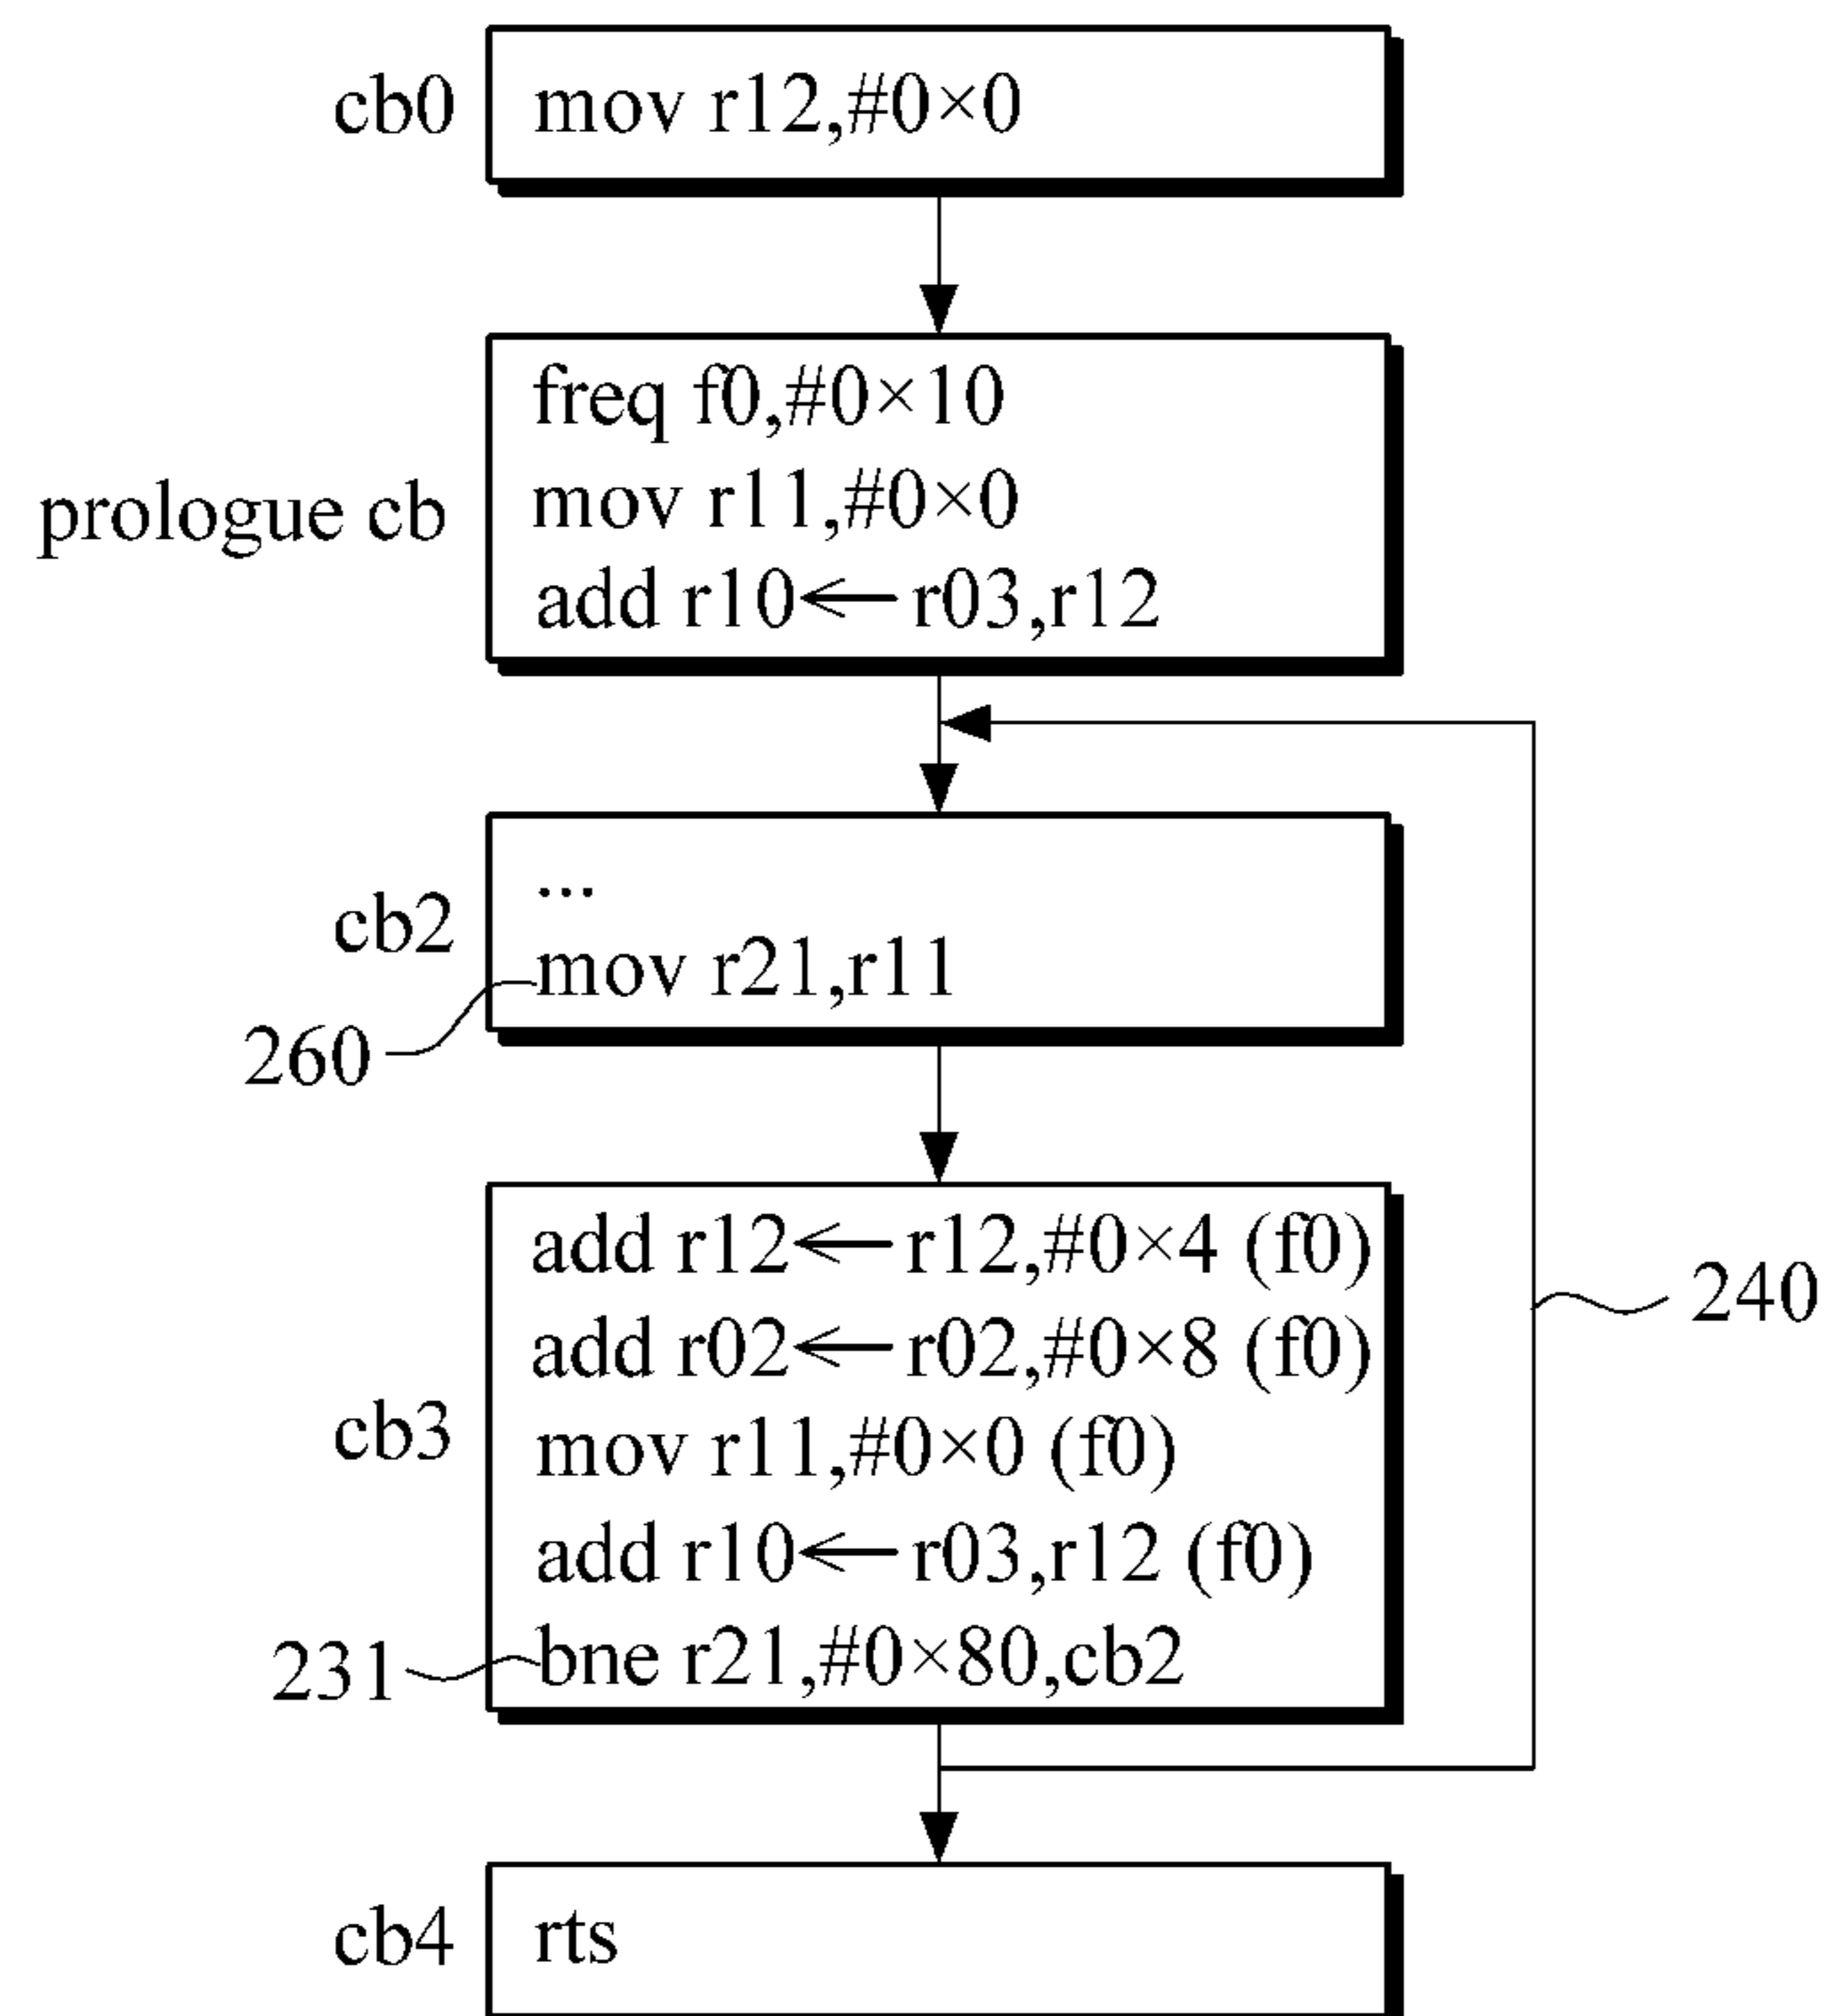 cb0
mov r12,#0×0
prologue cb
freq f0,#0×10
mov r11,#0×0
add r10←r03,r12
cb2
...
mov r21,r11
260
cb3
add r12←r12,#0×4 (f0)
add r02←r02,#0×8 (f0)
mov r11,#0×0 (f0)
add r10←r03,r12 (f0)
bne r21,#0×80,cb2
231
240
cb4
rts